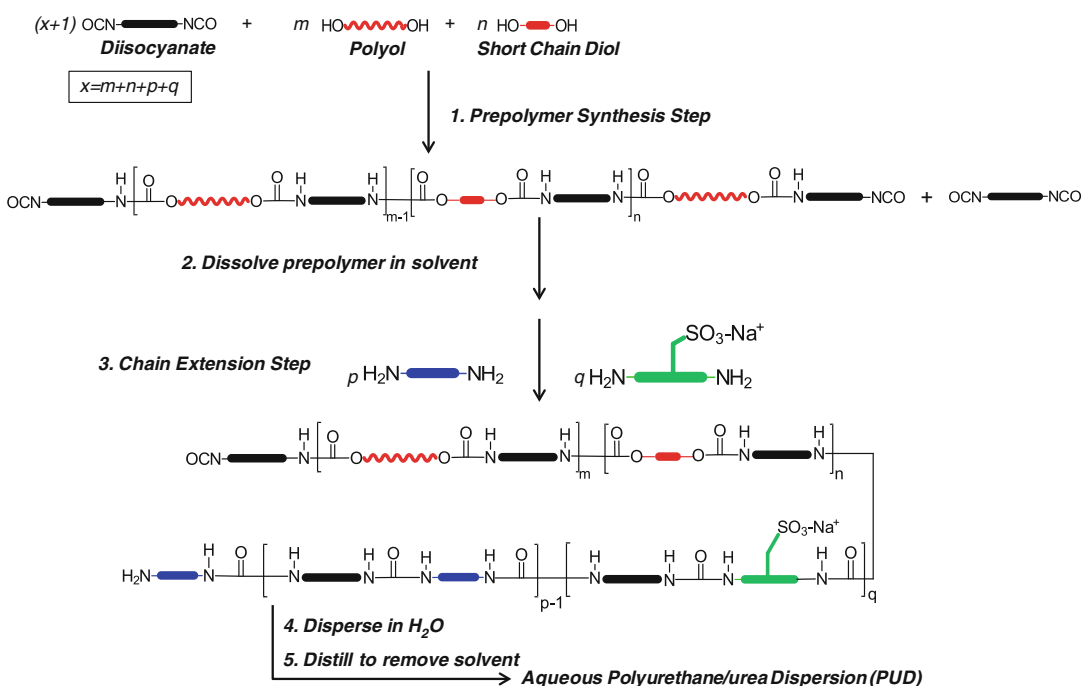 (x+1) OCN NCO + m HO OH + n HO OH
Diisocyanate Polyol Short Chain Diol
x=m+n+p+q
1. Prepolymer Synthesis Step
OCN N H [ O O O O N H N H ] m-1 [ O O O O N H N H ] n O O O O N H NCO + OCN NCO
2. Dissolve prepolymer in solvent
3. Chain Extension Step
p H2N NH2 q H2N NH2 SO3-Na+
OCN N H [ O O O O N H N H ] m [ O O O O N H N H ] n
SO3-Na+
H2N N H O [ N H N H O N H N H O ] p-1 [ N H N H O N H N H O ] q
4. Disperse in H2O
5. Distill to remove solvent
Aqueous Polyurethane/urea Dispersion (PUD)